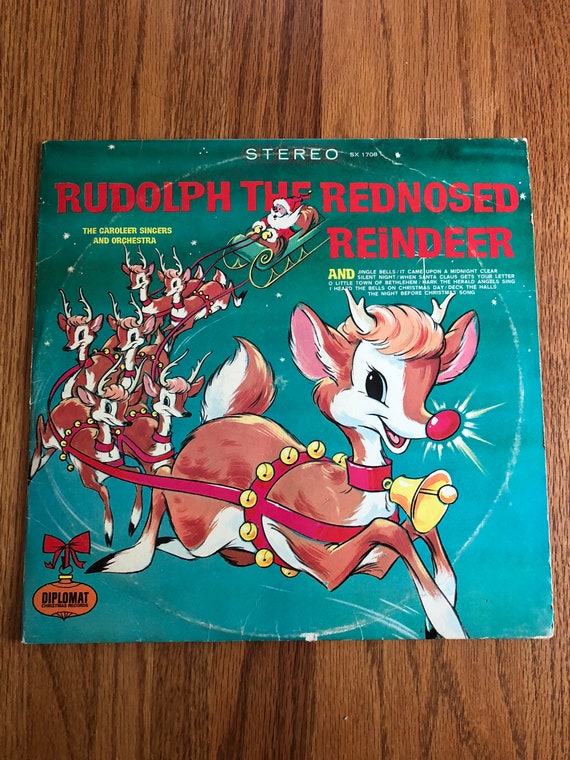 STEREO SX 1708
RUDOLPH THE REDNOSED
REINDEER
THE CAROLEER SINGERS
AND ORCHESTRA
AND JINGLE BELLS/IT CAME UPON A MIDNIGHT CLEAR
SILENT NIGHT/WHEN SANTA CLAUS GETS YOUR LETTER
O LITTLE TOWN OF BETHLEHEM/HARK THE HERALD ANGELS SING
I HEARD THE BELLS ON CHRISTMAS DAY/DECK THE HALLS
THE NIGHT BEFORE CHRISTMAS SONG
DIPLOMAT
CHRISTMAS RECORDS